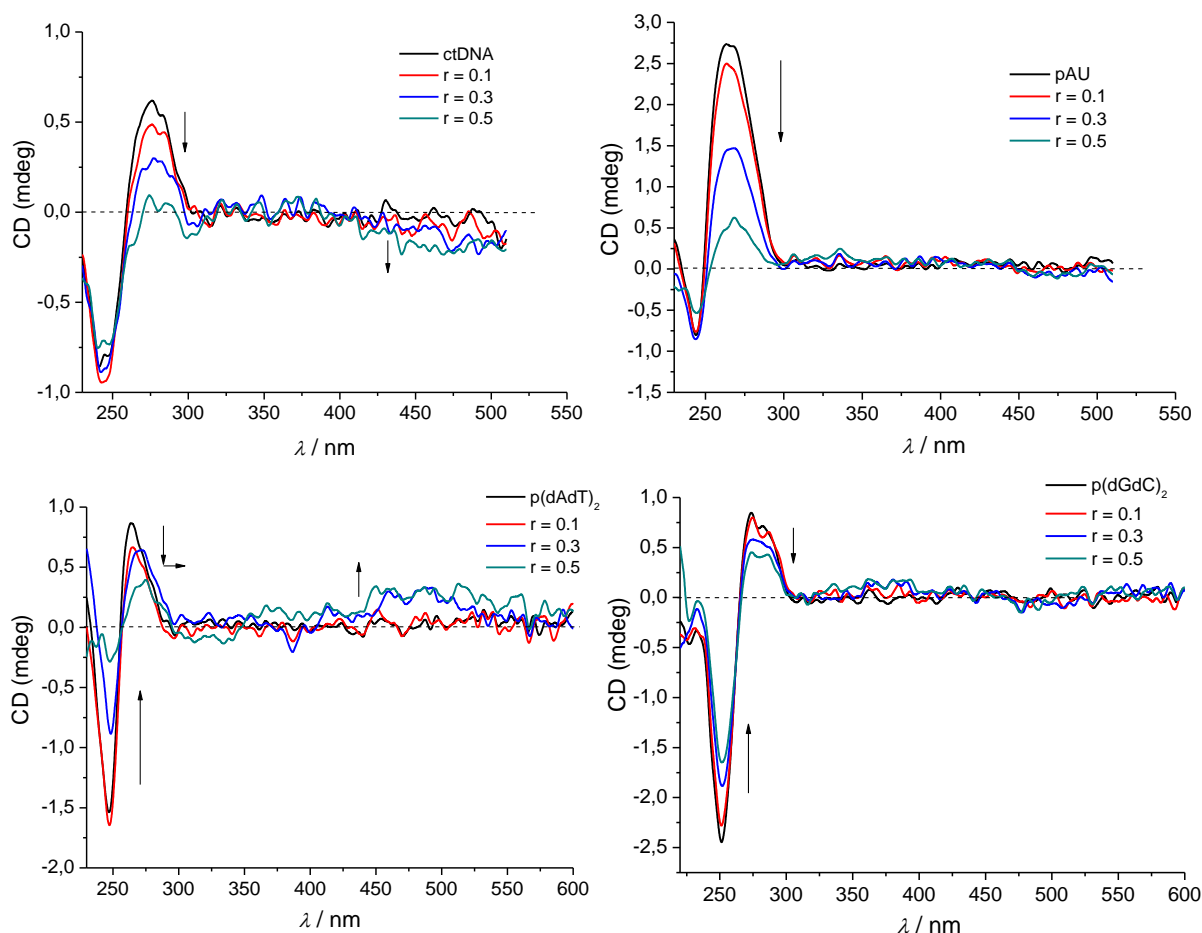 1,0
0,5
0,0
-0,5
-1,0
CD (mdeg)
ctDNA
r = 0.1
r = 0.3
r = 0.5
250 300 350 400 450 500 550
λ / nm
3,0
2,5
2,0
1,5
1,0
0,5
0,0
-0,5
-1,0
-1,5
CD (mdeg)
pAU
r = 0.1
r = 0.3
r = 0.5
250 300 350 400 450 500 550
λ / nm
1,0
0,5
0,0
-0,5
-1,0
-1,5
-2,0
CD (mdeg)
p(dAdT)2
r = 0.1
r = 0.3
r = 0.5
250 300 350 400 450 500 550 600
λ / nm
1,0
0,5
0,0
-0,5
-1,0
-1,5
-2,0
-2,5
CD (mdeg)
p(dGdC)2
r = 0.1
r = 0.3
r = 0.5
250 300 350 400 450 500 550 600
λ / nm